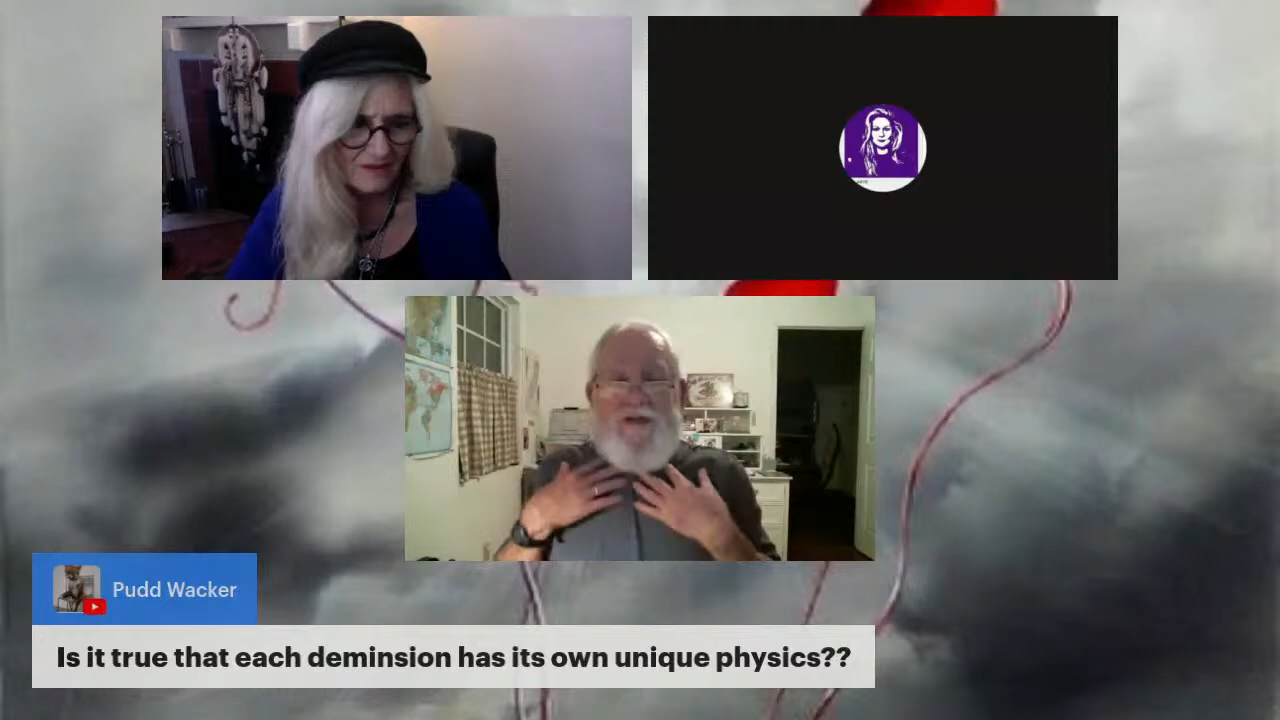 Pudd Wacker
Is it true that each deminsion has its own unique physics??